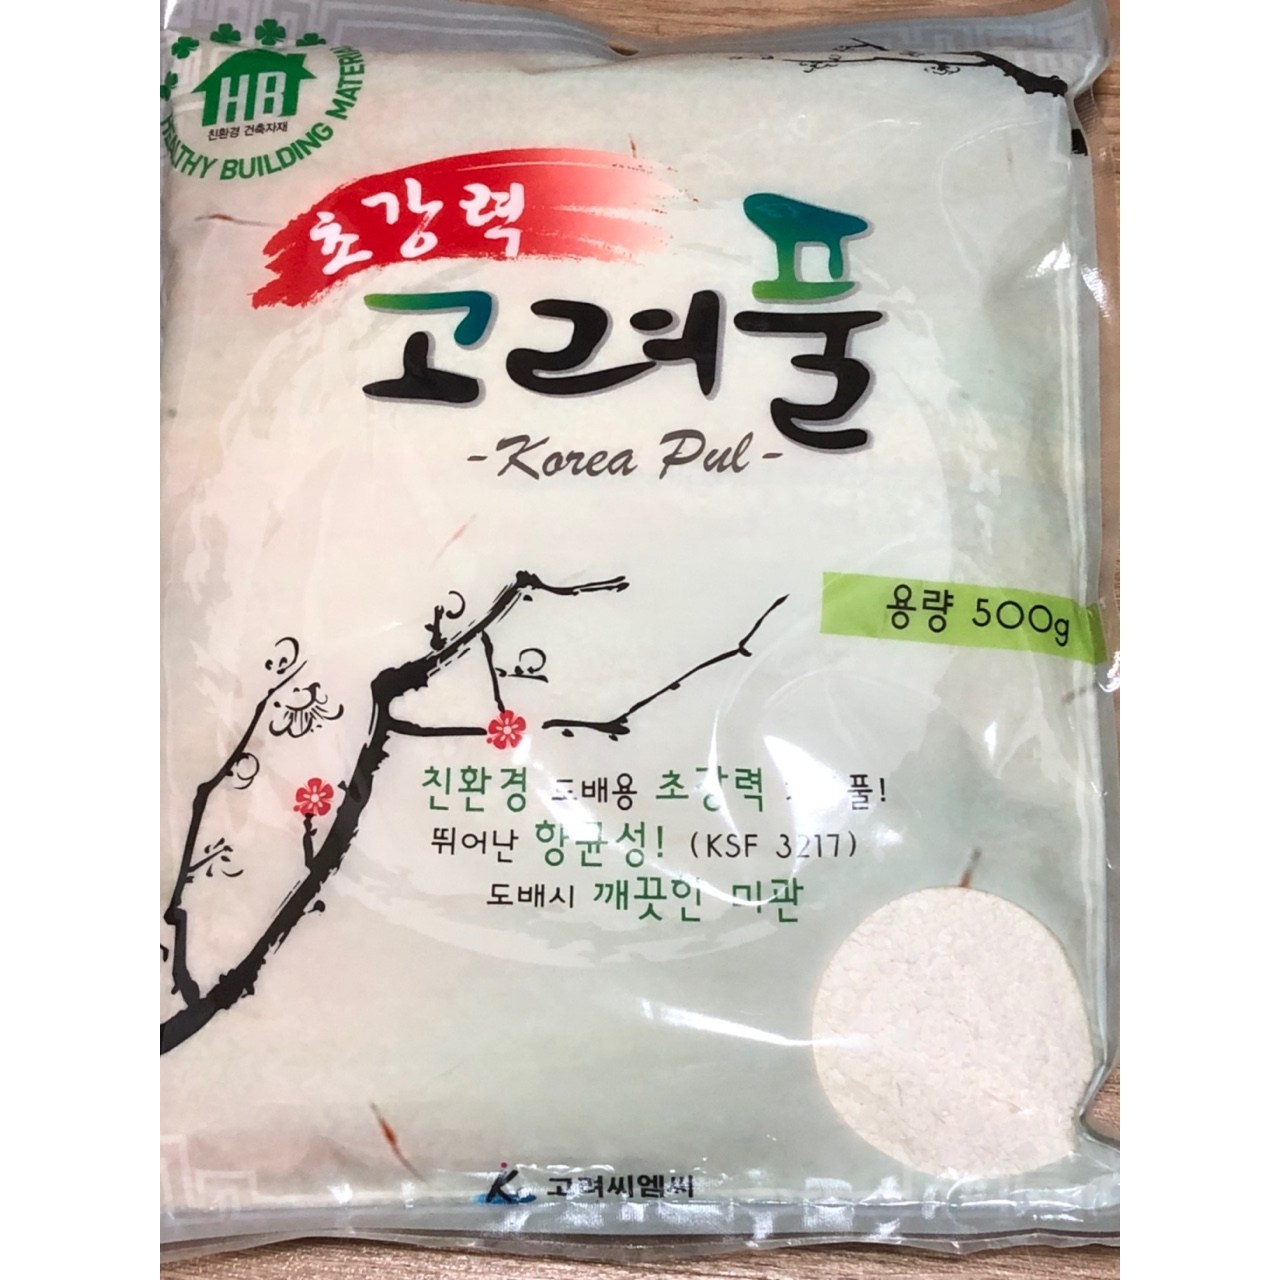 HB
친환경 건축자재
HEALTHY BUILDING MATERIAL
초강력
고려풀
-Korea Pul-
용량 500g
친환경 도배용 초강력 풀!
뛰어난 항균성! (KSF 3217)
도배시 깨끗인 미관
고려씨엠씨